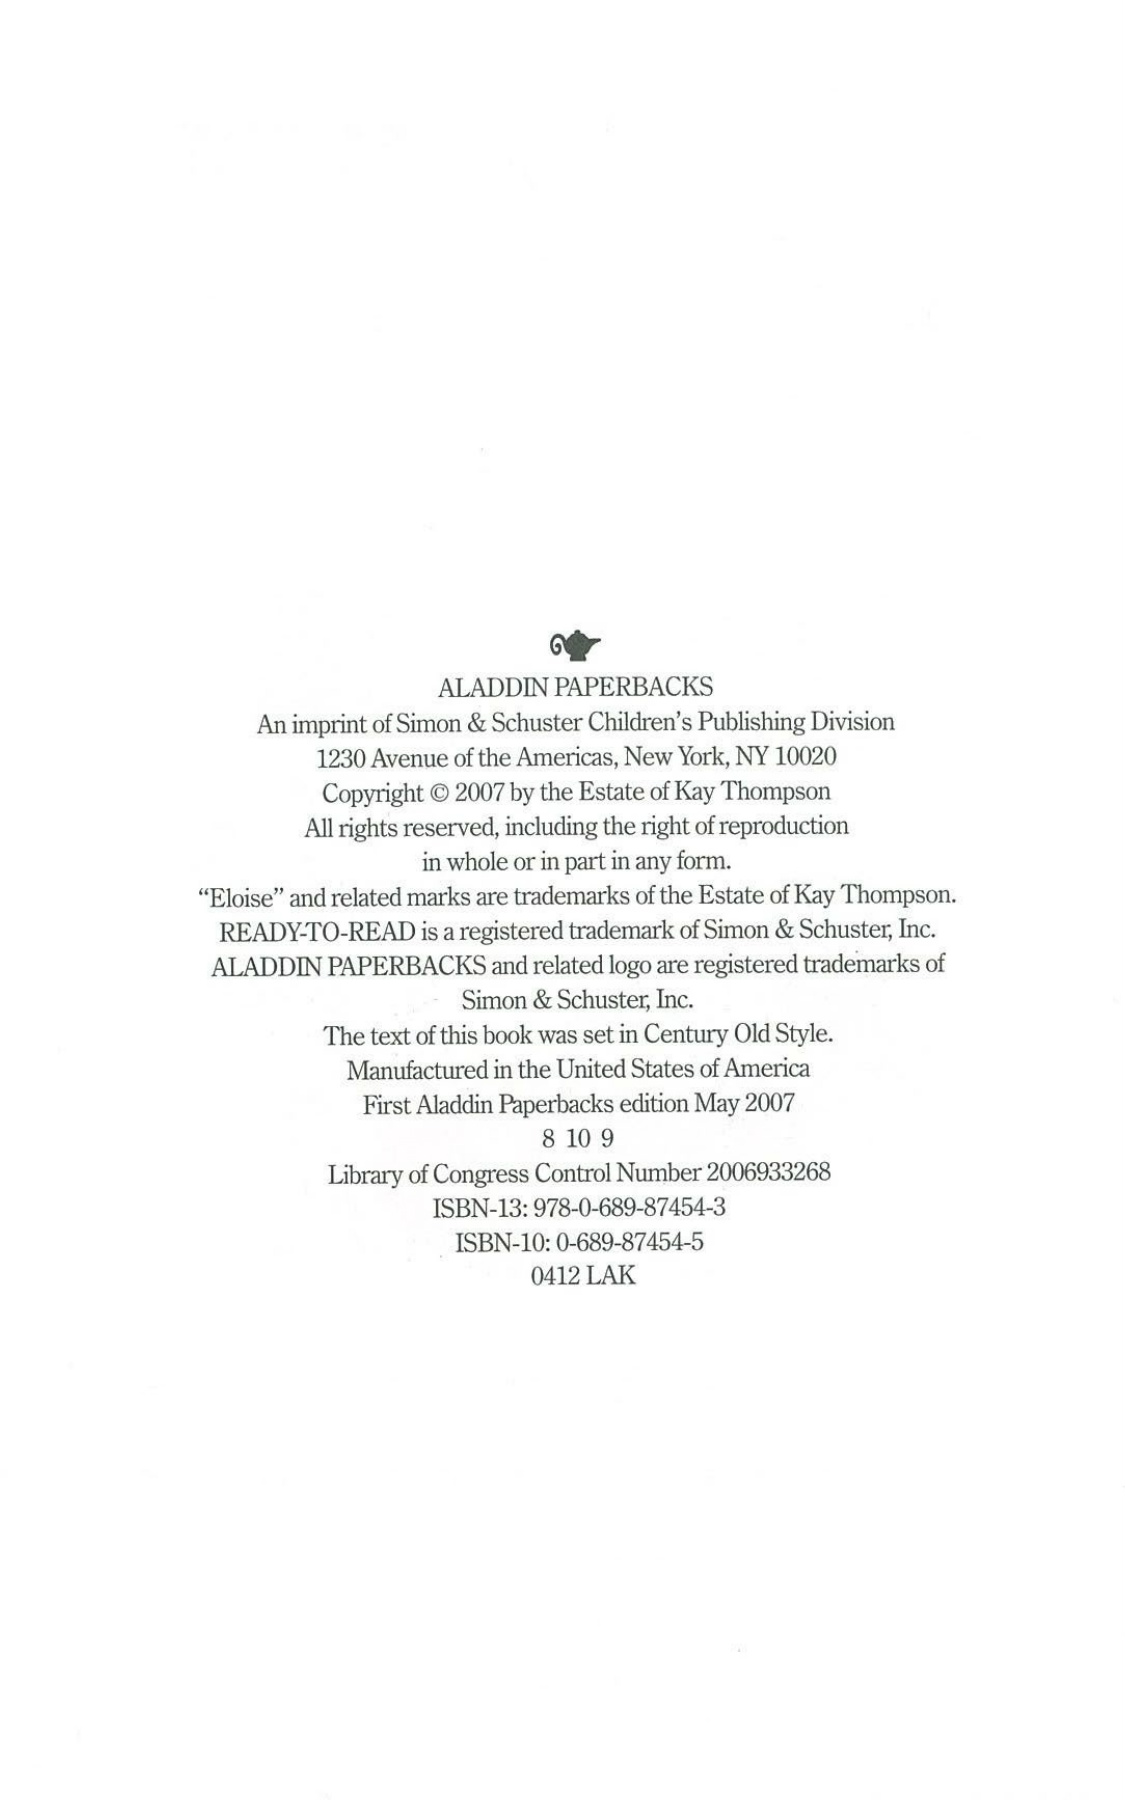 ALADDIN PAPERBACKS
An imprint of Simon & Schuster Children’s Publishing Division
1230 Avenue of the Americas, New York, NY 10020
Copyright © 2007 by the Estate of Kay Thompson
All rights reserved, including the right of reproduction
in whole or in part in any form.
“Eloise” and related marks are trademarks of the Estate of Kay Thompson.
READY-TO-READ is a registered trademark of Simon & Schuster, Inc.
ALADDIN PAPERBACKS and related logo are registered trademarks of
Simon & Schuster, Inc.
The text of this book was set in Century Old Style.
Manufactured in the United States of America
First Aladdin Paperbacks edition May 2007
8 10 9
Library of Congress Control Number 2006933268
ISBN-13: 978-0-689-87454-3
ISBN-10: 0-689-87454-5
0412 LAK